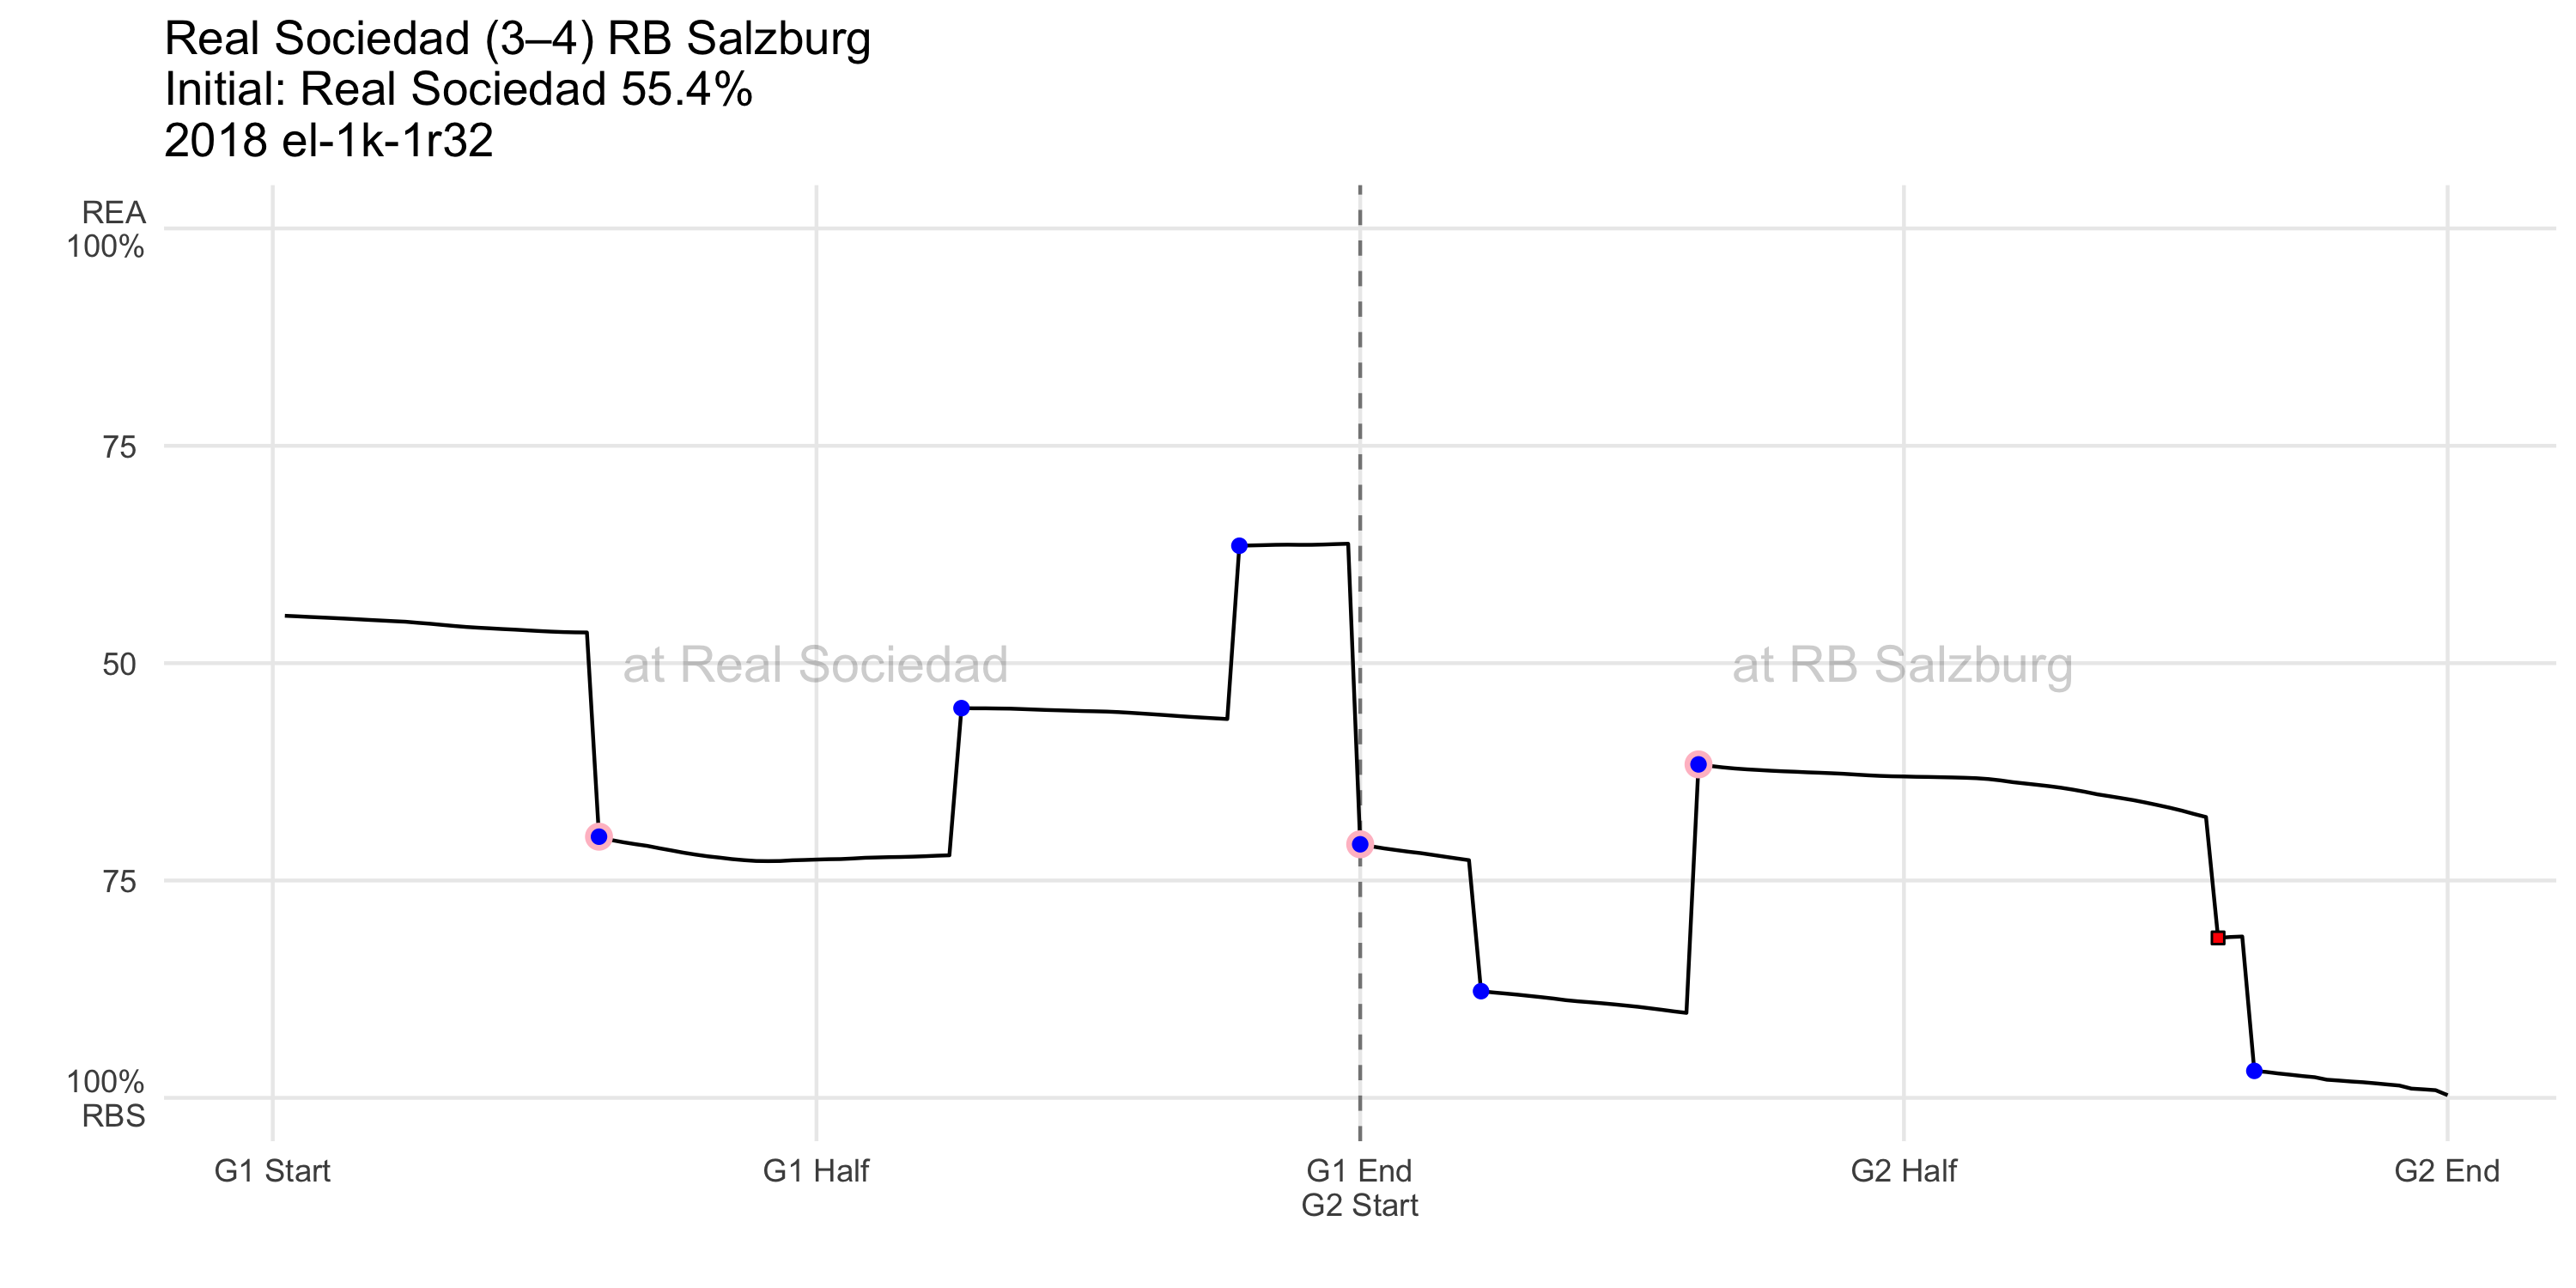 Real Sociedad (3–4) RB Salzburg
Initial: Real Sociedad 55.4%
2018 el-1k-1r32
REA
100%
75
50
75
100%
RBS
at Real Sociedad
at RB Salzburg
G1 Start
G1 Half
G1 End
G2 Start
G2 Half
G2 End